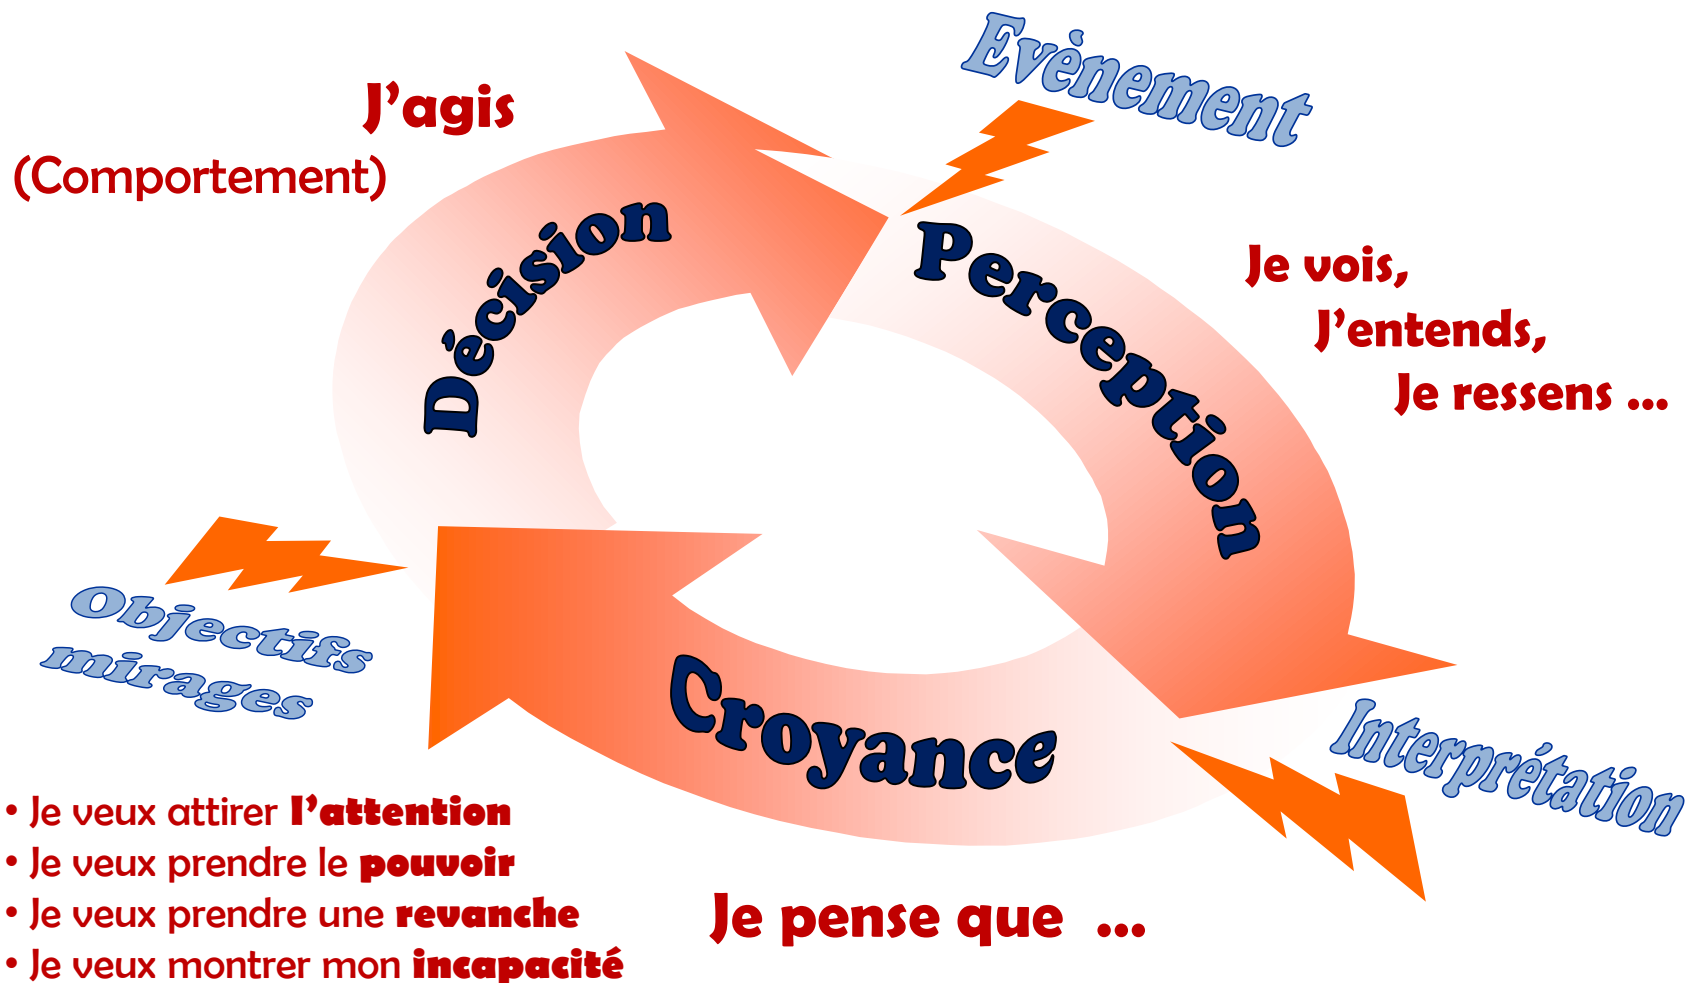 Evènement
J'agis
(Comportement)
Décision
Perception
Je vois,
J'entends,
Je ressens ...
Objectifs
mirages
Croyance
Interprétation
• Je veux attirer l'attention
• Je veux prendre le pouvoir
• Je veux prendre une revanche
• Je veux montrer mon incapacité
Je pense que ...